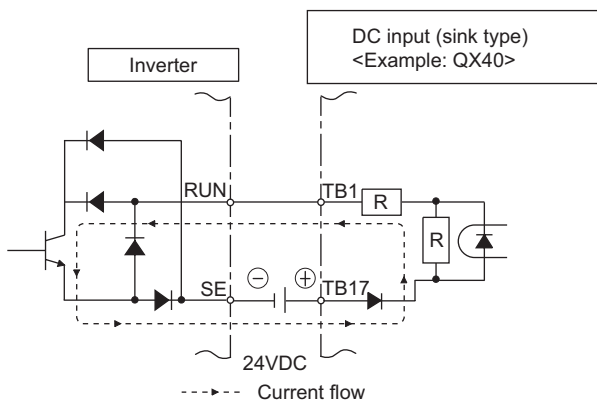 Inverter
DC input (sink type)
<Example: QX40>
RUN
TB1
R
R
SE
TB17
24VDC
Current flow